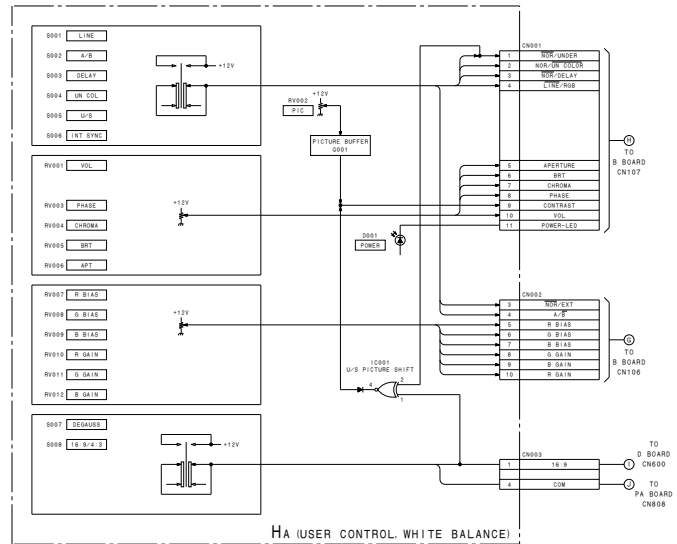 S001 LINE
S002 A/B
S003 DELAY
S004 UN COL
S005 U/S
S006 INT SYNC
+12V
RV001 VOL
RV003 PHASE
RV004 CHROMA
RV005 BRT
RV006 APT
+12V
RV007 R BIAS
RV008 G BIAS
RV009 B BIAS
RV010 R GAIN
RV011 G GAIN
RV012 B GAIN
+12V
S007 DEGAUSS
S008 16:9/4:3
+12V
+12V
RV002
PIC
PICTURE BUFFER
Q001
D001
POWER
IC001
U/S PICTURE SHIFT
4
2
1
CN001
1 NOR/UNDER
2 NOR/UN COLOR
3 NOR/DELAY
4 LINE/RGB
5 APERTURE
6 BRT
7 CHROMA
8 PHASE
9 CONTRAST
10 VOL
11 POWER-LED
H
TO
B BOARD
CN107
CN002
3 NOR/EXT
4 A/B
5 R BIAS
6 G BIAS
7 B BIAS
8 G GAIN
9 B GAIN
10 R GAIN
G
TO
B BOARD
CN106
CN003
1 16:9
4 COM
TO
D BOARD
I CN600
J TO
PA BOARD
CN808
HA (USER CONTROL, WHITE BALANCE)